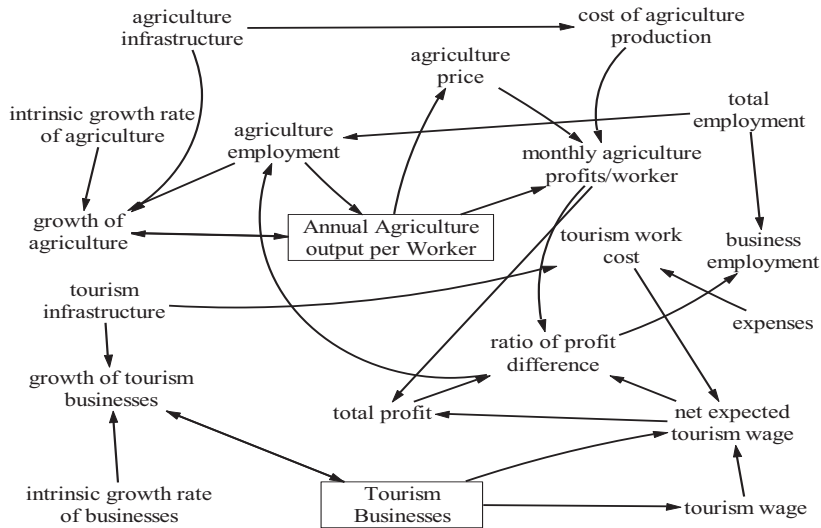 agriculture
infrastructure
cost of agriculture
production
agriculture
price
intrinsic growth rate
of agriculture
agriculture
employment
total
employment
monthly agriculture
profits/worker
growth of
agriculture
Annual Agriculture
output per Worker
tourism work
cost
business
employment
tourism
infrastructure
expenses
ratio of profit
difference
growth of tourism
businesses
total profit
net expected
tourism wage
intrinsic growth rate
of businesses
Tourism
Businesses
tourism wage